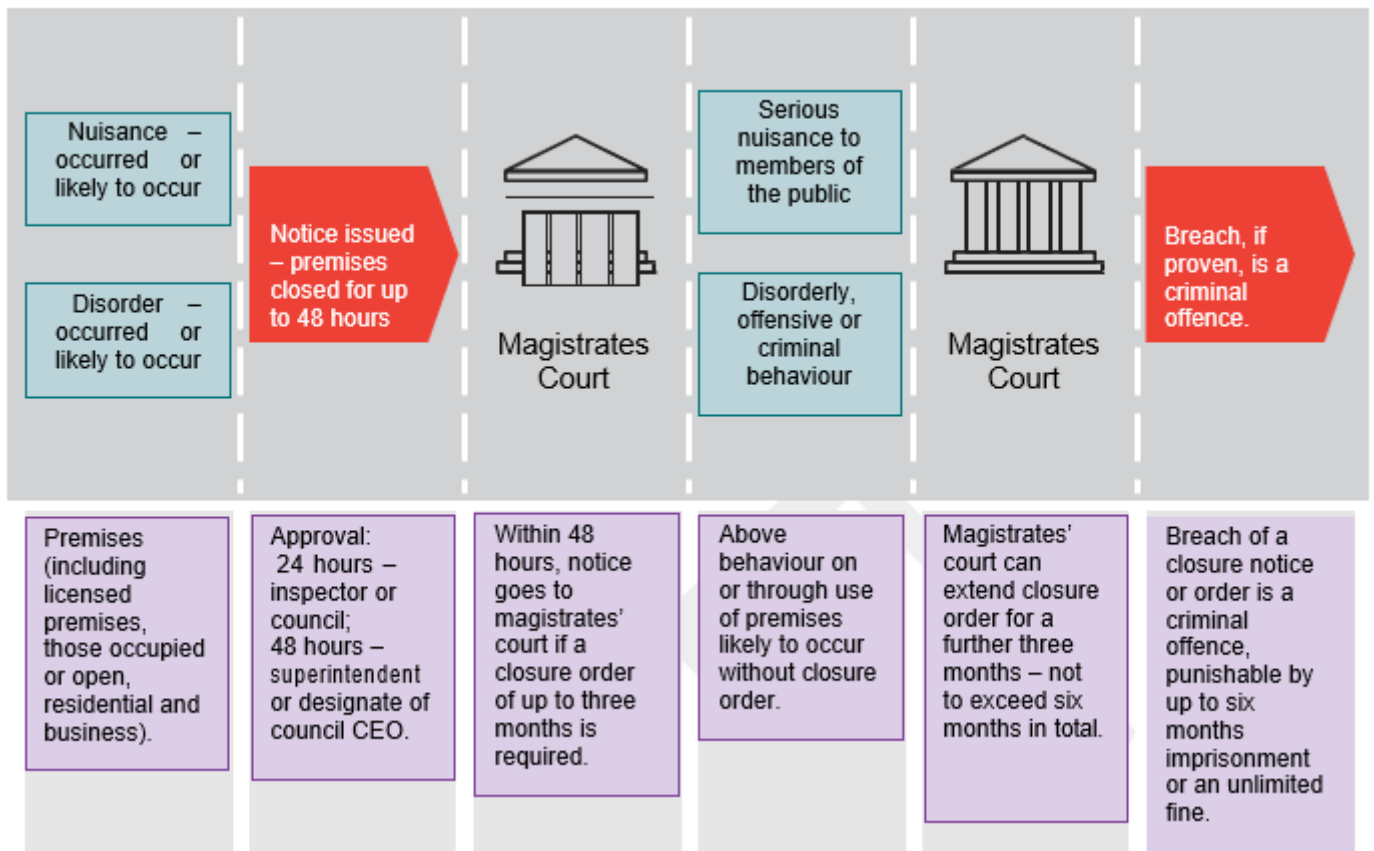 Nuisance –
occurred or
likely to occur
Disorder –
occurred or
likely to occur
Notice issued
– premises
closed for up
to 48 hours
Magistrates
Court
Serious
nuisance to
members of
the public
Disorderly,
offensive or
criminal
behaviour
Magistrates
Court
Breach, if
proven, is a
criminal
offence.
Premises
(including
licensed
premises,
those occupied
or open,
residential and
business).
Approval:
24 hours –
inspector or
council;
48 hours –
superintendent
or designate of
council CEO.
Within 48
hours, notice
goes to
magistrates’
court if a
closure order
of up to three
months is
required.
Above
behaviour on
or through use
of premises
likely to occur
without closure
order.
Magistrates’
court can
extend closure
order for a
further three
months – not
to exceed six
months in total.
Breach of a
closure notice
or order is a
criminal
offence,
punishable by
up to six
months
imprisonment
or an unlimited
fine.